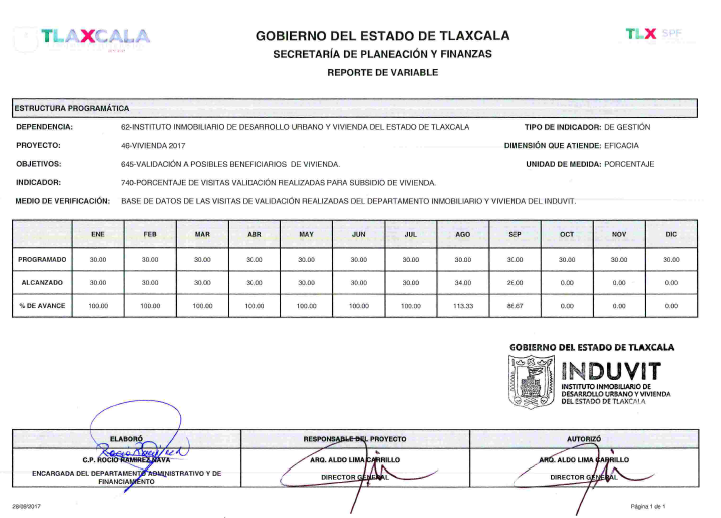 TLAXCALA
GOBIERNO DEL ESTADO DE TLAXCALA
TLX SPF
SECRETARÍA DE PLANEACIÓN Y FINANZAS
REPORTE DE VARIABLE
ESTRUCTURA PROGRAMÁTICA
DEPENDENCIA: 62-INSTITUTO INMOBILIARIO DE DESARROLLO URBANO Y VIVIENDA DEL ESTADO DE TLAXCALA TIPO DE INDICADOR: DE GESTIÓN
PROYECTO: 46-VIVIENDA 2017 DIMENSIÓN QUE ATIENDE: EFICACIA
OBJETIVOS: 645-VALIDACIÓN A POSIBLES BENEFICIARIOS DE VIVIENDA. UNIDAD DE MEDIDA: PORCENTAJE
INDICADOR: 740-PORCENTAJE DE VISITAS VALIDACIÓN REALIZADAS PARA SUBSIDIO DE VIVIENDA.
MEDIO DE VERIFICACIÓN: BASE DE DATOS DE LAS VISITAS DE VALIDACIÓN REALIZADAS DEL DEPARTAMENTO INMOBILIARIO Y VIVIENDA DEL INDUVIT.
ENE FEB MAR ABR MAY JUN JUL AGO SEP OCT NOV DIC
PROGRAMADO 30.00 30.00 30.00 30.00 30.00 30.00 30.00 30.00 30.00 30.00 30.00 30.00
ALCANZADO 30.00 30.00 30.00 30.00 30.00 30.00 30.00 34.00 26.00 0.00 0.00 0.00
% DE AVANCE 100.00 100.00 100.00 100.00 100.00 100.00 100.00 113.33 86.67 0.00 0.00 0.00
GOBIERNO DEL ESTADO DE TLAXCALA
INDUVIT
INSTITUTO INMOBILIARIO DE
DESARROLLO URBANO Y VIVIENDA
DEL ESTADO DE TLAXCALA
ELABORÓ RESPONSABLE DEL PROYECTO AUTORIZÓ
C.P. ROCIO RAMIREZ NAVA ARQ. ALDO LIMA CARRILLO ARQ. ALDO LIMA CARRILLO
ENCARGADA DEL DEPARTAMENTO ADMINISTRATIVO Y DE FINANCIAMIENTO DIRECTOR GENERAL DIRECTOR GENERAL
28/09/2017 Página 1 de 1